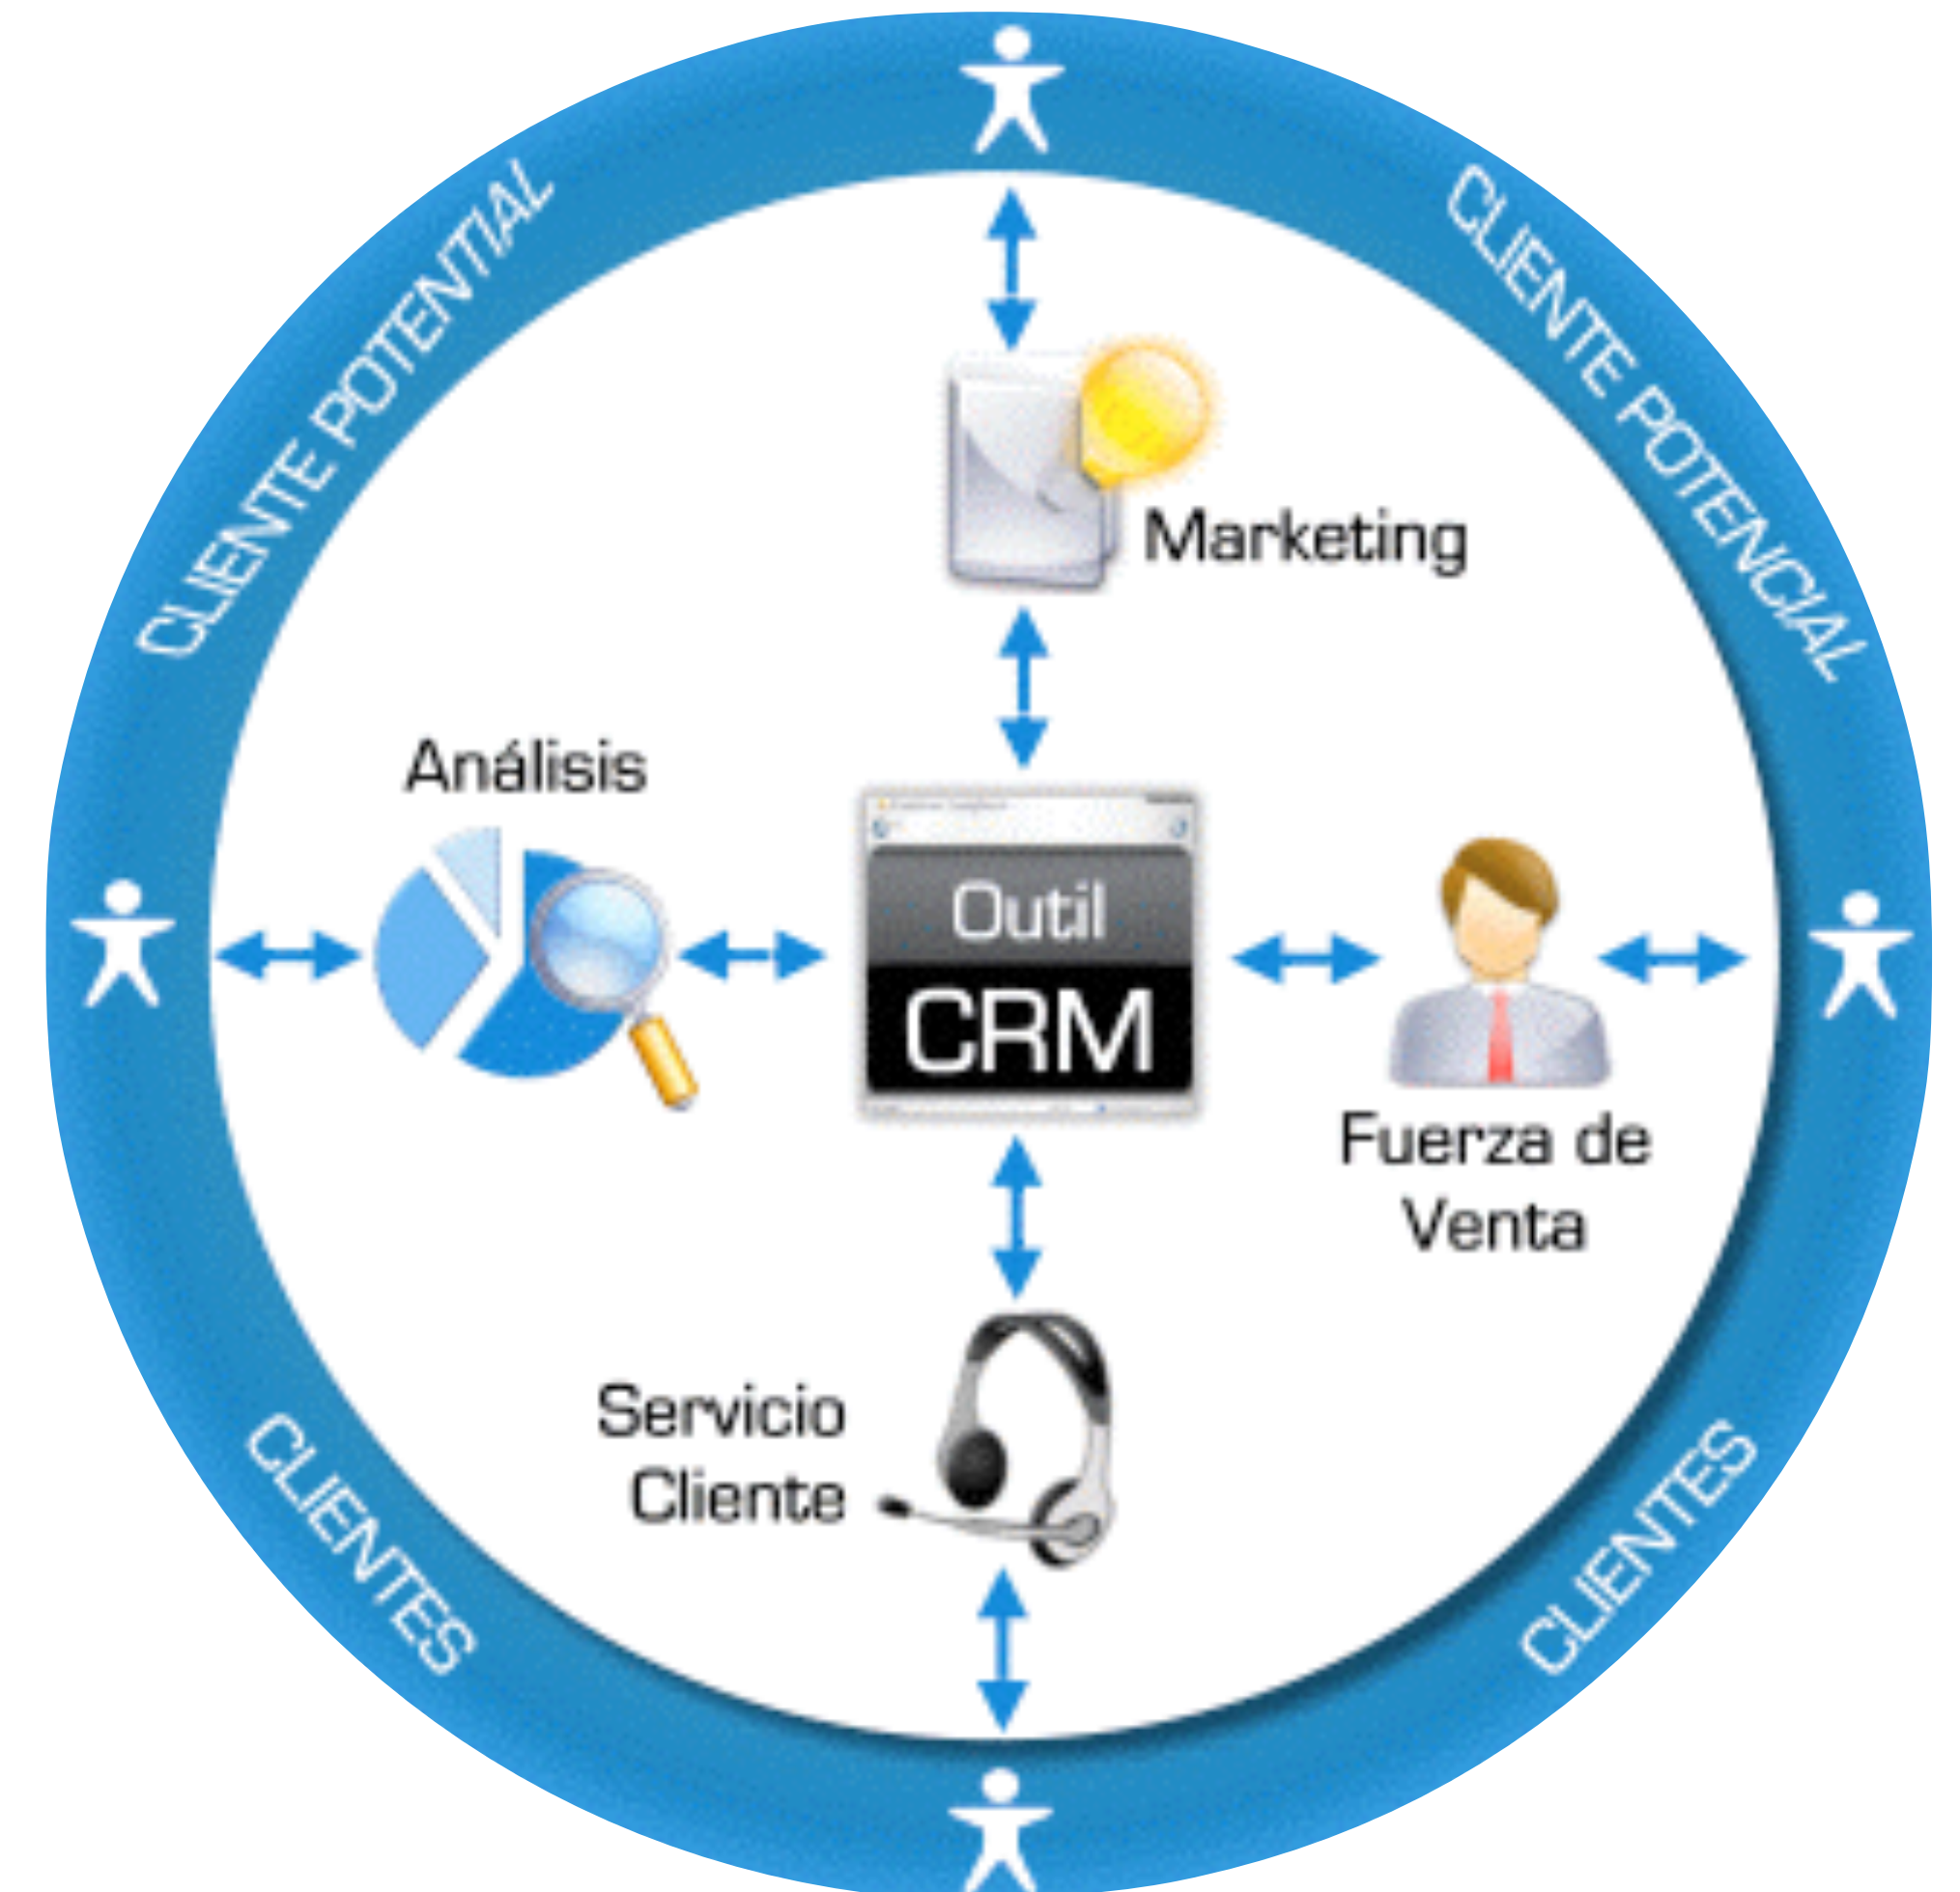 CLIENTE POTENTIAL
CLIENTE POTENCIAL
Marketing
Análisis
Outil
CRM
Fuerza de
Venta
Servicio
Cliente
CLIENTES
CLIENTES